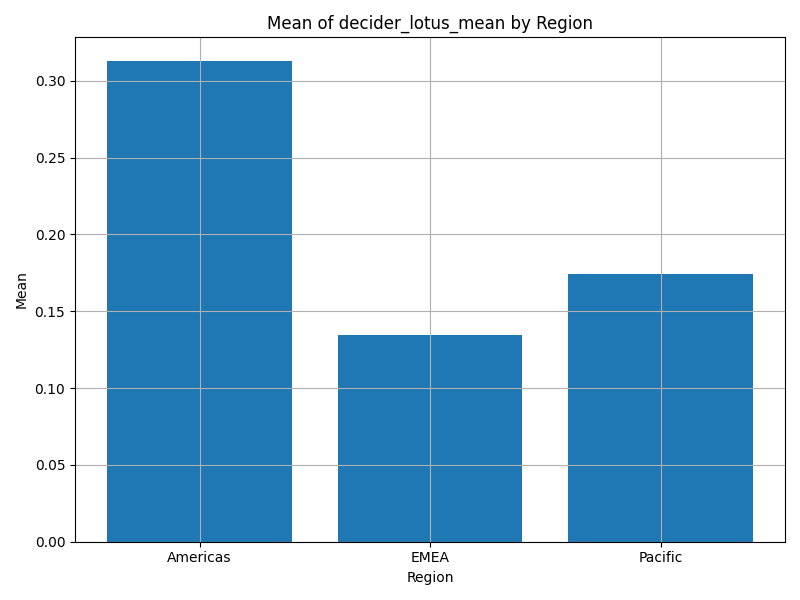 Mean of decider_lotus_mean by Region
Mean
0.30
0.25
0.20
0.15
0.10
0.05
0.00
Americas
EMEA
Pacific
Region